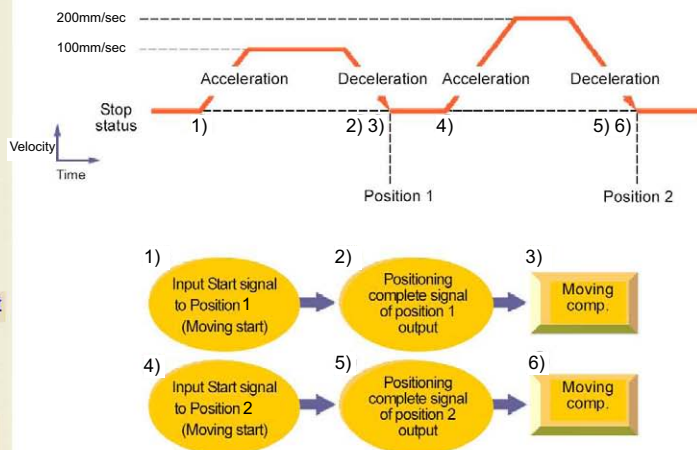 200mm/sec
100mm/sec
Acceleration Deceleration Acceleration Deceleration
Stop
status
1) 2) 3) 4) 5) 6)
Velocity
Time
Position 1 Position 2
1) 2) 3)
Input Start signal
to Position 1
(Moving start)
Positioning
complete signal
of position 1
output
Moving
comp.
4) 5) 6)
Input Start signal
to Position 2
(Moving start)
Positioning
complete signal
of position 2
output
Moving
comp.